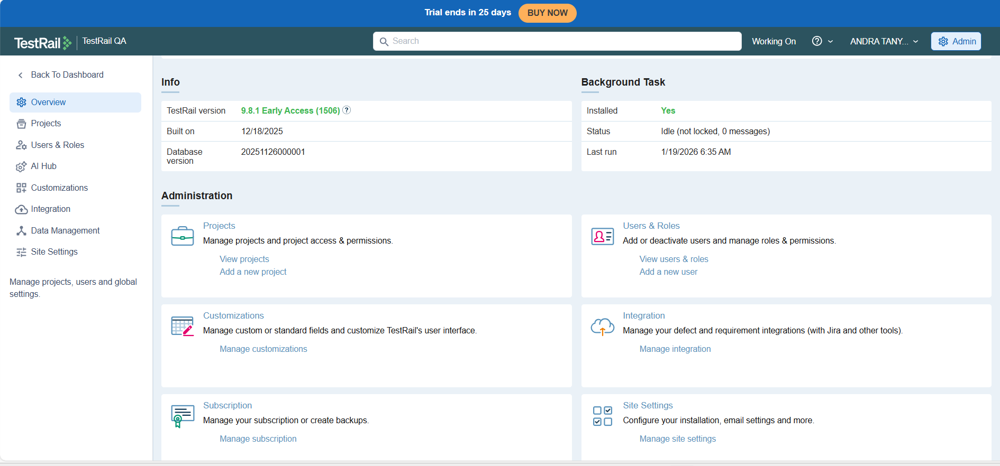 Trial ends in 25 days BUY NOW
TestRail TestRail QA Search Working On ANDRA TANY... Admin
Back To Dashboard
Overview
Projects
Users & Roles
AI Hub
Customizations
Integration
Data Management
Site Settings
Manage projects, users and global
settings.
Info
TestRail version 9.8.1 Early Access (1506) ?
Built on 12/18/2025
Database
version 20251126000001
Background Task
Installed Yes
Status Idle (not locked, 0 messages)
Last run 1/19/2026 6:35 AM
Administration
Projects
Manage projects and project access & permissions.
View projects
Add a new project
Users & Roles
Add or deactivate users and manage roles & permissions.
View users & roles
Add a new user
Customizations
Manage custom or standard fields and customize TestRail's user interface.
Manage customizations
Integration
Manage your defect and requirement integrations (with Jira and other tools).
Manage integration
Subscription
Manage your subscription or create backups.
Manage subscription
Site Settings
Configure your installation, email settings and more.
Manage site settings